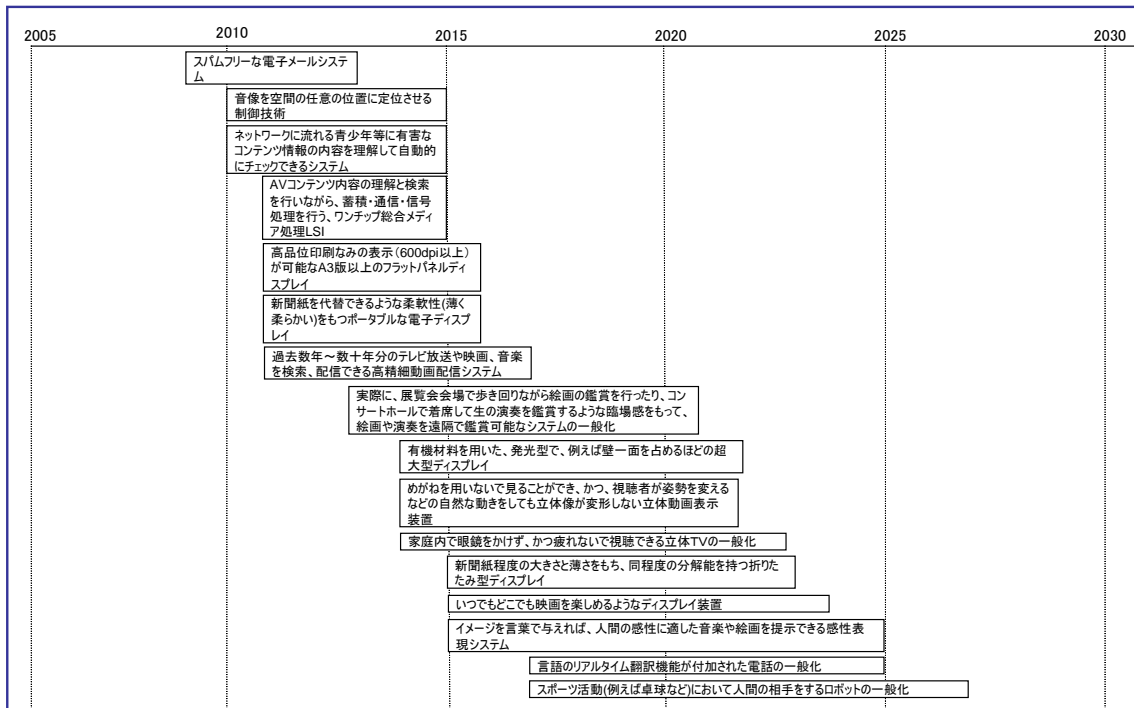 2005 2010 2015 2020 2025 2030
スパムフリーな電子メールシステ
ム
音像を空間の任意の位置に定位させる
制御技術
ネットワークに流れる青少年等に有害な
コンテンツ情報の内容を理解して自動的
にチェックできるシステム
AVコンテンツ内容の理解と検索
を行いながら、蓄積・通信・信号
処理を行う、ワンチップ総合メディ
ア処理LSI
高品位印刷なみの表示(600dpi以上)
が可能なA3版以上のフラットパネルディ
スプレイ
新聞紙を代替できるような柔軟性(薄く
柔らかい)をもつポータブルな電子ディスプ
レイ
過去数年～数十年分のテレビ放送や映画、音楽
を検索、配信できる高精細動画配信システム
実際に、展覧会会場で歩き回りながら絵画の鑑賞を行ったり、コン
サートホールで着席して生の演奏を鑑賞するような臨場感をもって、
絵画や演奏を遠隔で鑑賞可能なシステムの一般化
有機材料を用いた、発光型で、例えば壁一面を占めるほどの超
大型ディスプレイ
めがねを用いないで見ることができ、かつ、視聴者が姿勢を変える
などの自然な動きをしても立体像が変形しない立体動画表示
装置
家庭内で眼鏡をかけず、かつ疲れないで視聴できる立体TVの一般化
新聞紙程度の大きさと薄さをもち、同程度の分解能を持つ折りた
たみ型ディスプレイ
いつでもどこでも映画を楽しめるようなディスプレイ装置
イメージを言葉で与えれば、人間の感性に適した音楽や絵画を提示できる感性表
現システム
言語のリアルタイム翻訳機能が付加された電話の一般化
スポーツ活動(例えば卓球など)において人間の相手をするロボットの一般化